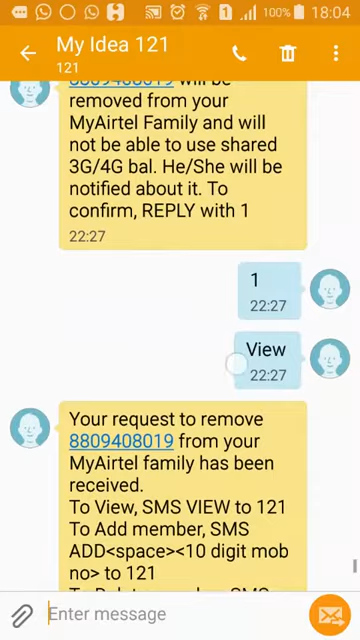 100% 18:04
My Idea 121
121
8809408019 will be
removed from your
MyAirtel Family and will
not be able to use shared
3G/4G bal. He/She will be
notified about it. To
confirm, REPLY with 1
22:27
1
22:27
View
22:27
Your request to remove
8809408019 from your
MyAirtel family has been
received.
To View, SMS VIEW to 121
To Add member, SMS
ADD<space><10 digit mob
no> to 121
Enter message